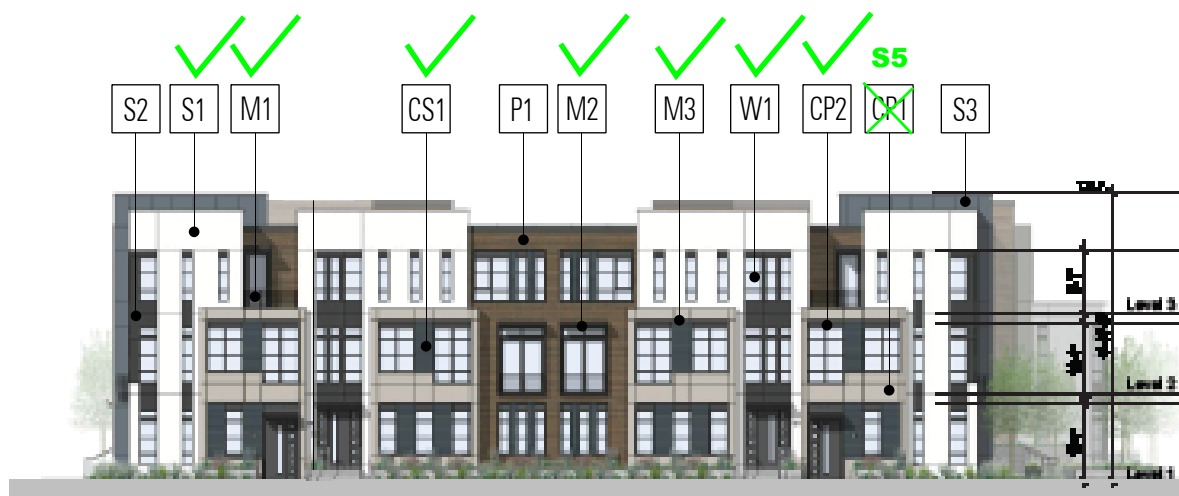 S5
S2 S1 M1 CS1 P1 M2 M3 W1 CP2 CP1 S3
Level 3
Level 2
Level 1